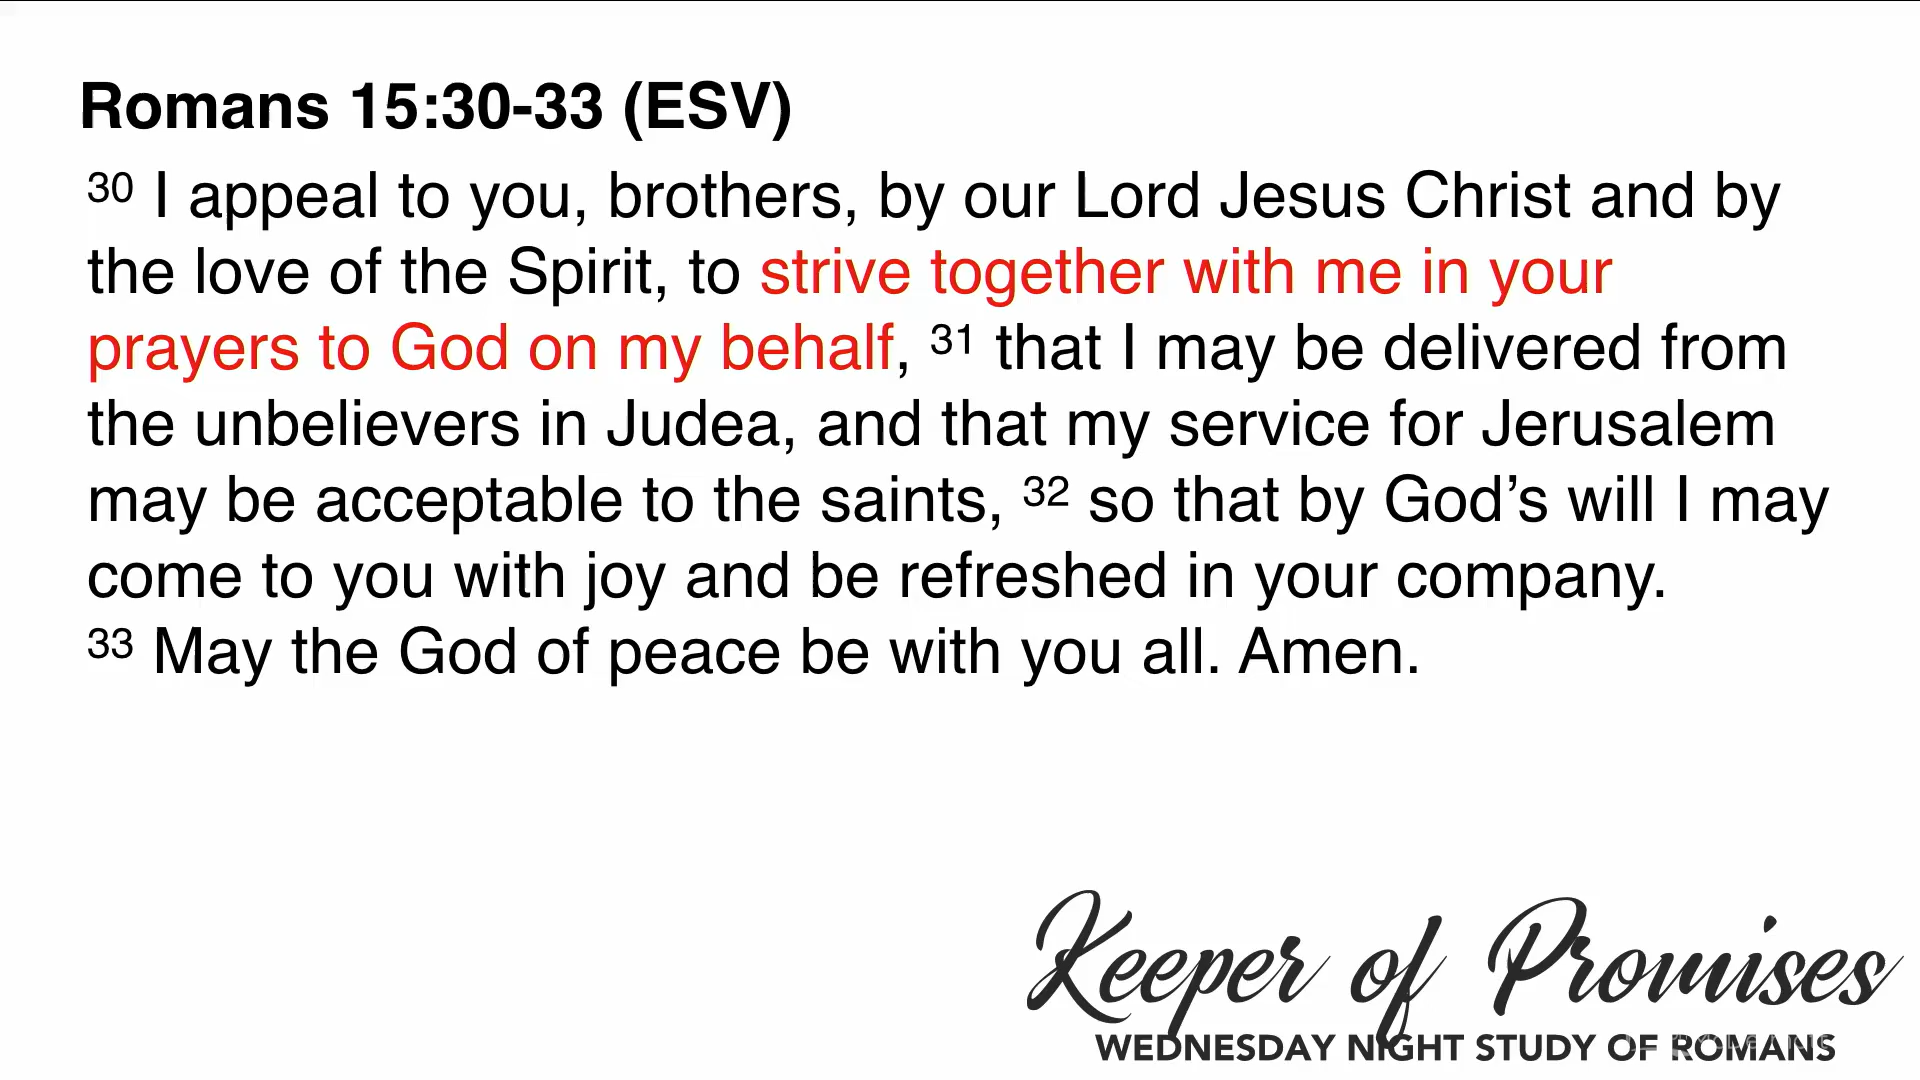 Romans 15:30-33 (ESV)
30 I appeal to you, brothers, by our Lord Jesus Christ and by
the love of the Spirit, to strive together with me in your
prayers to God on my behalf, 31 that I may be delivered from
the unbelievers in Judea, and that my service for Jerusalem
may be acceptable to the saints, 32 so that by God’s will I may
come to you with joy and be refreshed in your company.
33 May the God of peace be with you all. Amen.
Keeper of Promises
WEDNESDAY NIGHT STUDY OF ROMANS